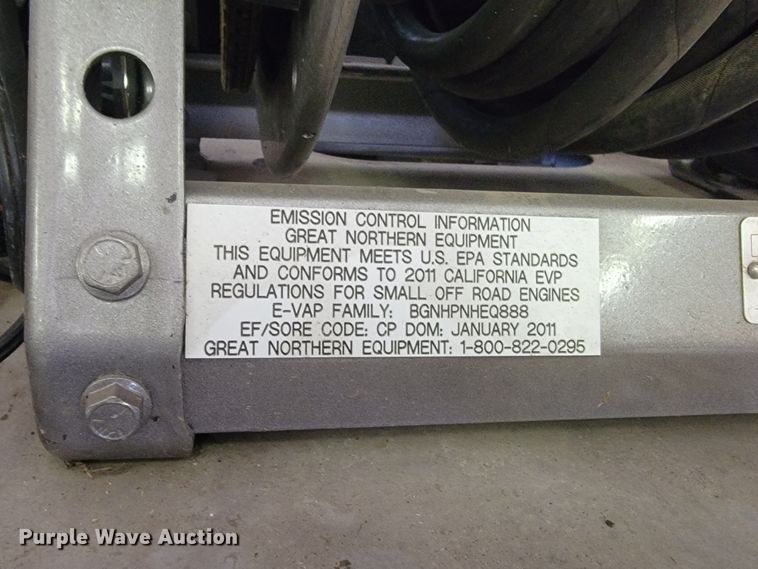 EMISSION CONTROL INFORMATION
GREAT NORTHERN EQUIPMENT
THIS EQUIPMENT MEETS U.S. EPA STANDARDS
AND CONFORMS TO 2011 CALIFORNIA EVP
REGULATIONS FOR SMALL OFF ROAD ENGINES
E-VAP FAMILY: BGNHPNHEQ888
EF/SORE CODE: CP DOM: JANUARY 2011
GREAT NORTHERN EQUIPMENT: 1-800-822-0295
Purple Wave Auction